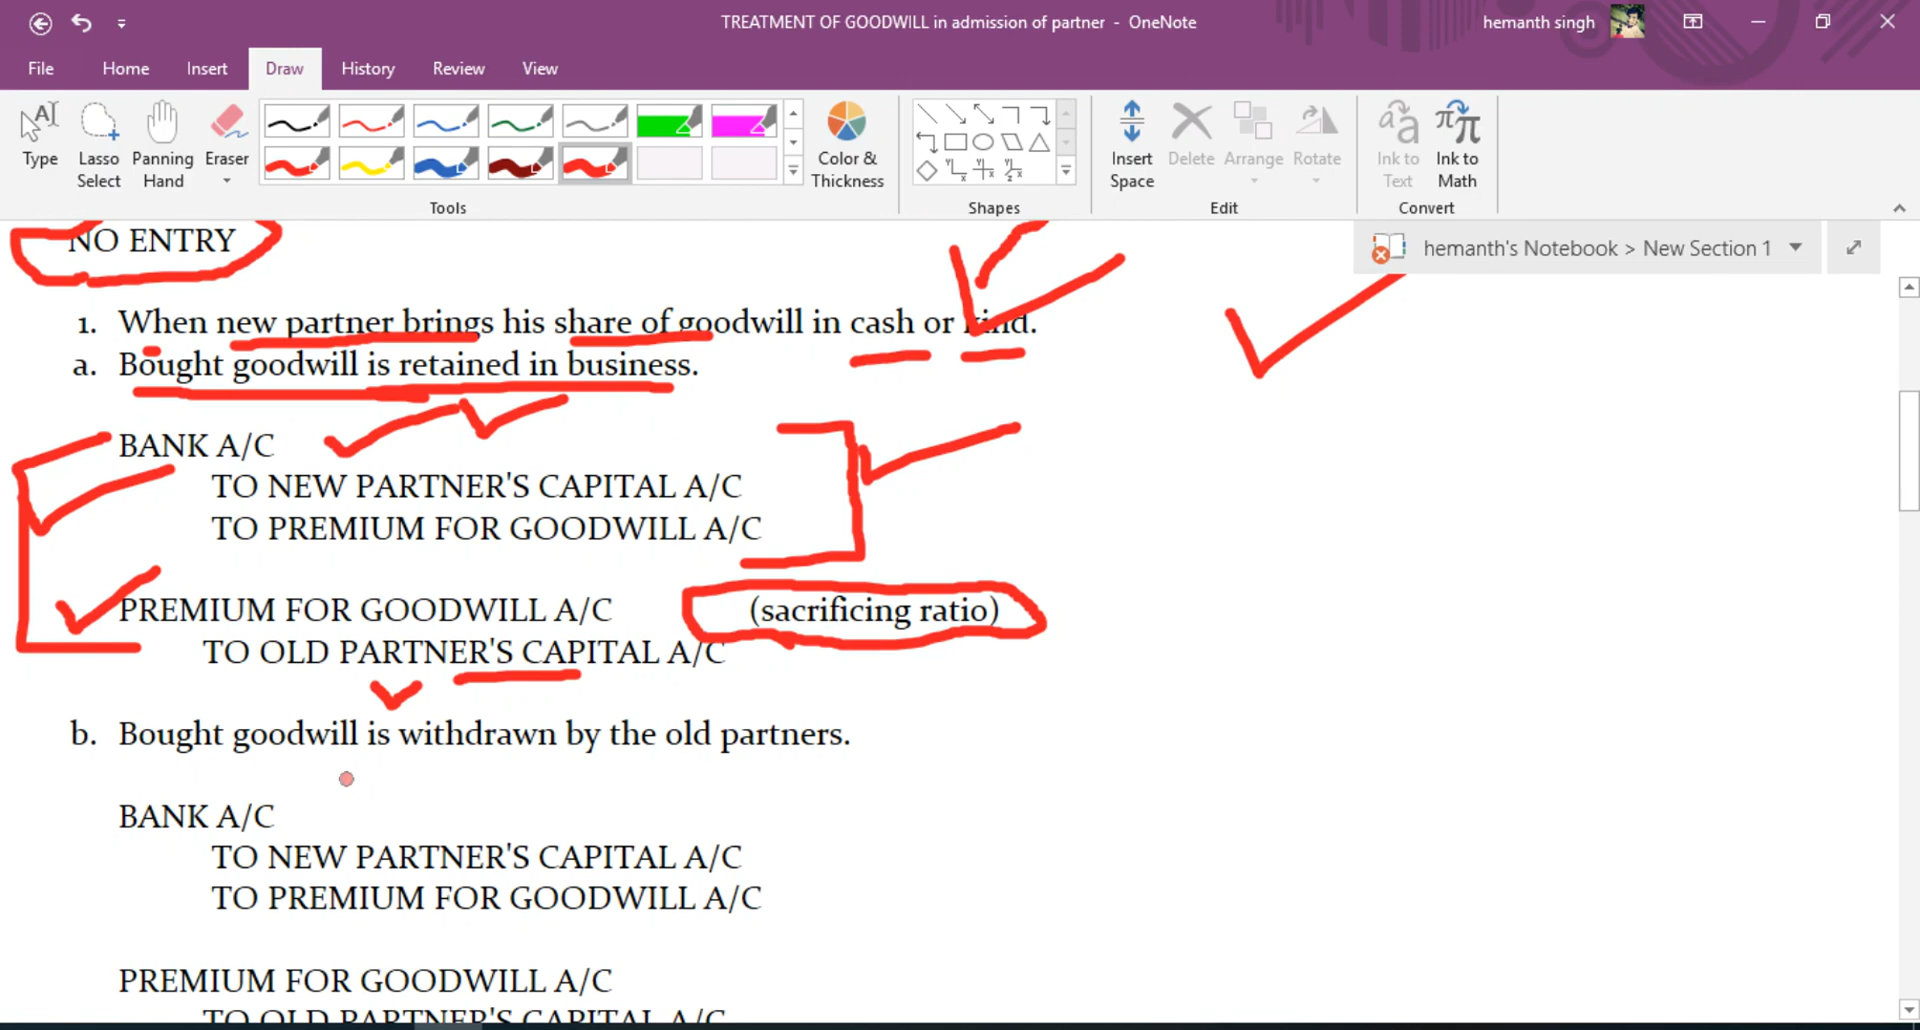 TREATMENT OF GOODWILL in admission of partner - OneNote
hemanth singh
File Home Insert Draw History Review View
Type
Lasso Select
Panning Hand
Eraser
Color & Thickness
Insert Space
Delete
Arrange
Rotate
Ink to Text
Ink to Math
Tools
Shapes
Edit
Convert
hemanth's Notebook > New Section 1
NO ENTRY
1. When new partner brings his share of goodwill in cash or kind.
a. Bought goodwill is retained in business.
BANK A/C
TO NEW PARTNER'S CAPITAL A/C
TO PREMIUM FOR GOODWILL A/C
PREMIUM FOR GOODWILL A/C (sacrificing ratio)
TO OLD PARTNER'S CAPITAL A/C
b. Bought goodwill is withdrawn by the old partners.
BANK A/C
TO NEW PARTNER'S CAPITAL A/C
TO PREMIUM FOR GOODWILL A/C
PREMIUM FOR GOODWILL A/C
TO OLD PARTNER'S CAPITAL A/C